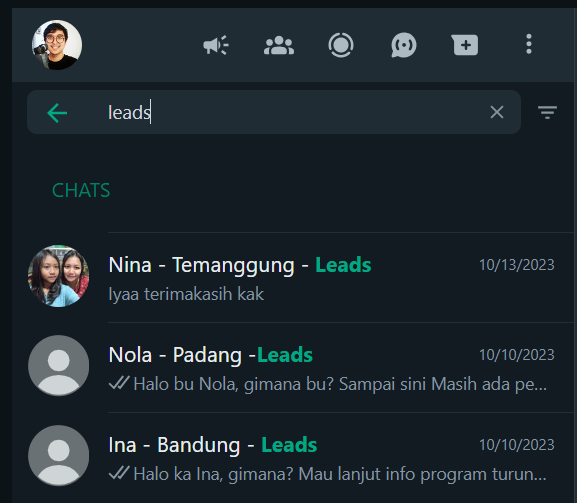 leads
CHATS
Nina - Temanggung - Leads
10/13/2023
Iyaa terimakasih kak
Nola - Padang -Leads
10/10/2023
Halo bu Nola, gimana bu? Sampai sini Masih ada pe...
Ina - Bandung - Leads
10/10/2023
Halo ka Ina, gimana? Mau lanjut info program turun...